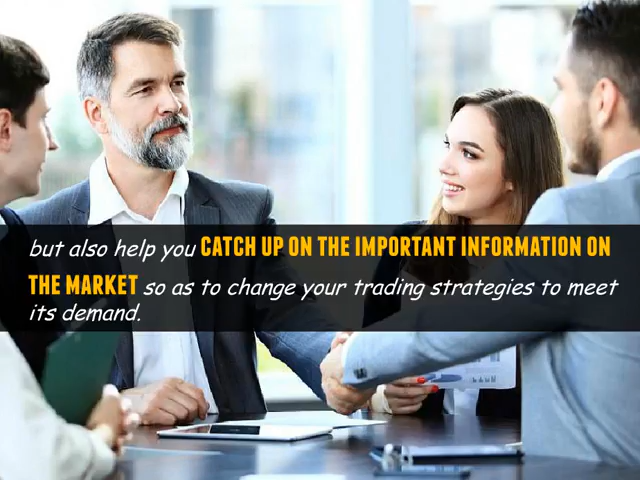 but also help you CATCH UP ON THE IMPORTANT INFORMATION ON
THE MARKET so as to change your trading strategies to meet
its demand.